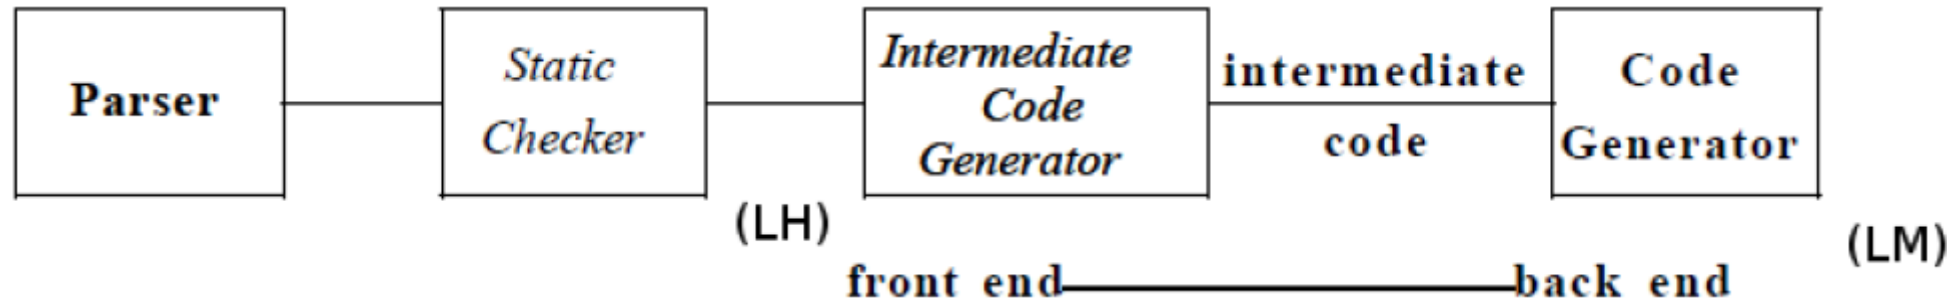 Parser
Static
Checker
Intermediate
Code
Generator
intermediate
code
Code
Generator
(LH)
(LM)
front end
back end